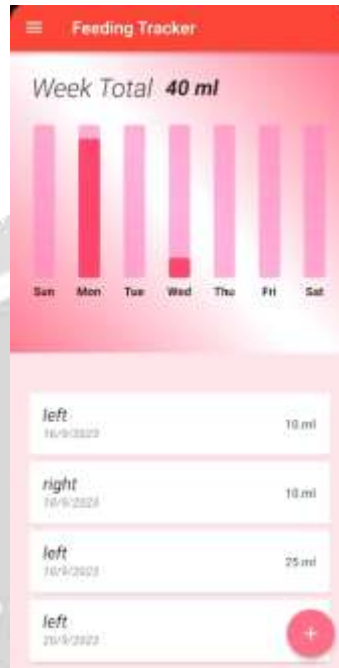 Feeding Tracker
Week Total 40 ml
Sun Mon Tue Wed Thu Fri Sat
left
10 ml
right
10 ml
left
25 ml
left
+